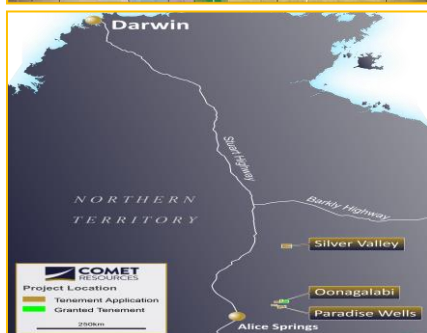 Darwin
Stuart Highway
NORTHERN
TERRITORY
Barkly Highway
Silver Valley
Oonagalabi
Paradise Wells
Alice Springs
COMET
RESOURCES
Project Location
Tenement Application
Granted Tenement
250km